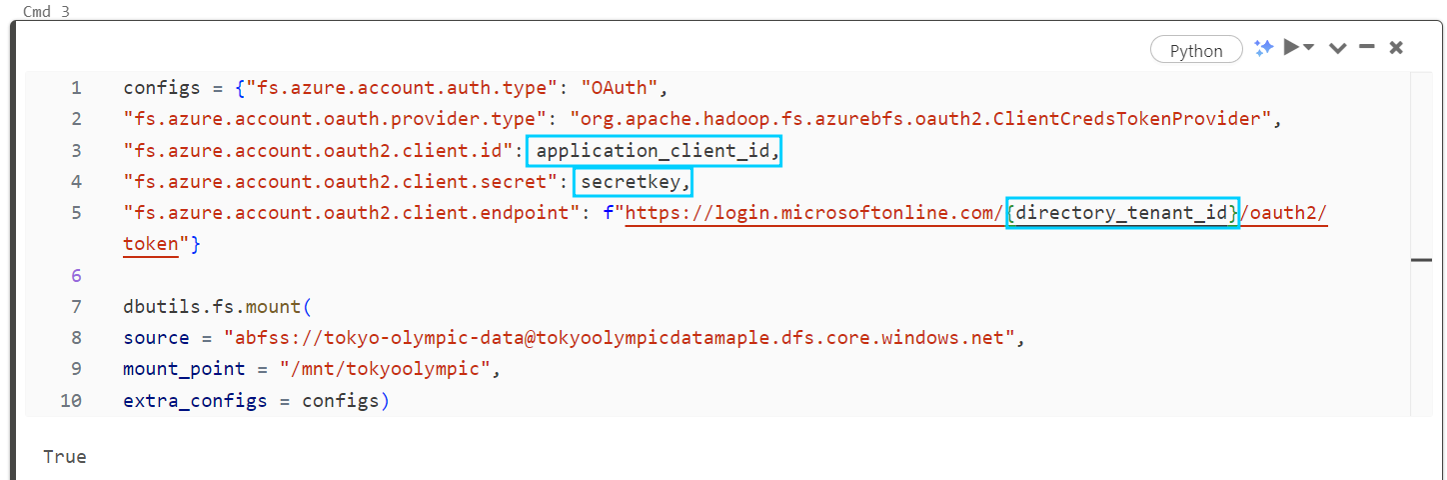 Cmd 3
Python
1 configs = {"fs.azure.account.auth.type": "OAuth",
2 "fs.azure.account.oauth.provider.type": "org.apache.hadoop.fs.azurebfs.oauth2.ClientCredsTokenProvider",
3 "fs.azure.account.oauth2.client.id": application_client_id,
4 "fs.azure.account.oauth2.client.secret": secretkey,
5 "fs.azure.account.oauth2.client.endpoint": f"https://login.microsoftonline.com/{directory_tenant_id}/oauth2/
token"}
6
7 dbutils.fs.mount(
8 source = "abfss://tokyo-olympic-data@tokyoolympicdatamaple.dfs.core.windows.net",
9 mount_point = "/mnt/tokyoolympic",
10 extra_configs = configs)
True